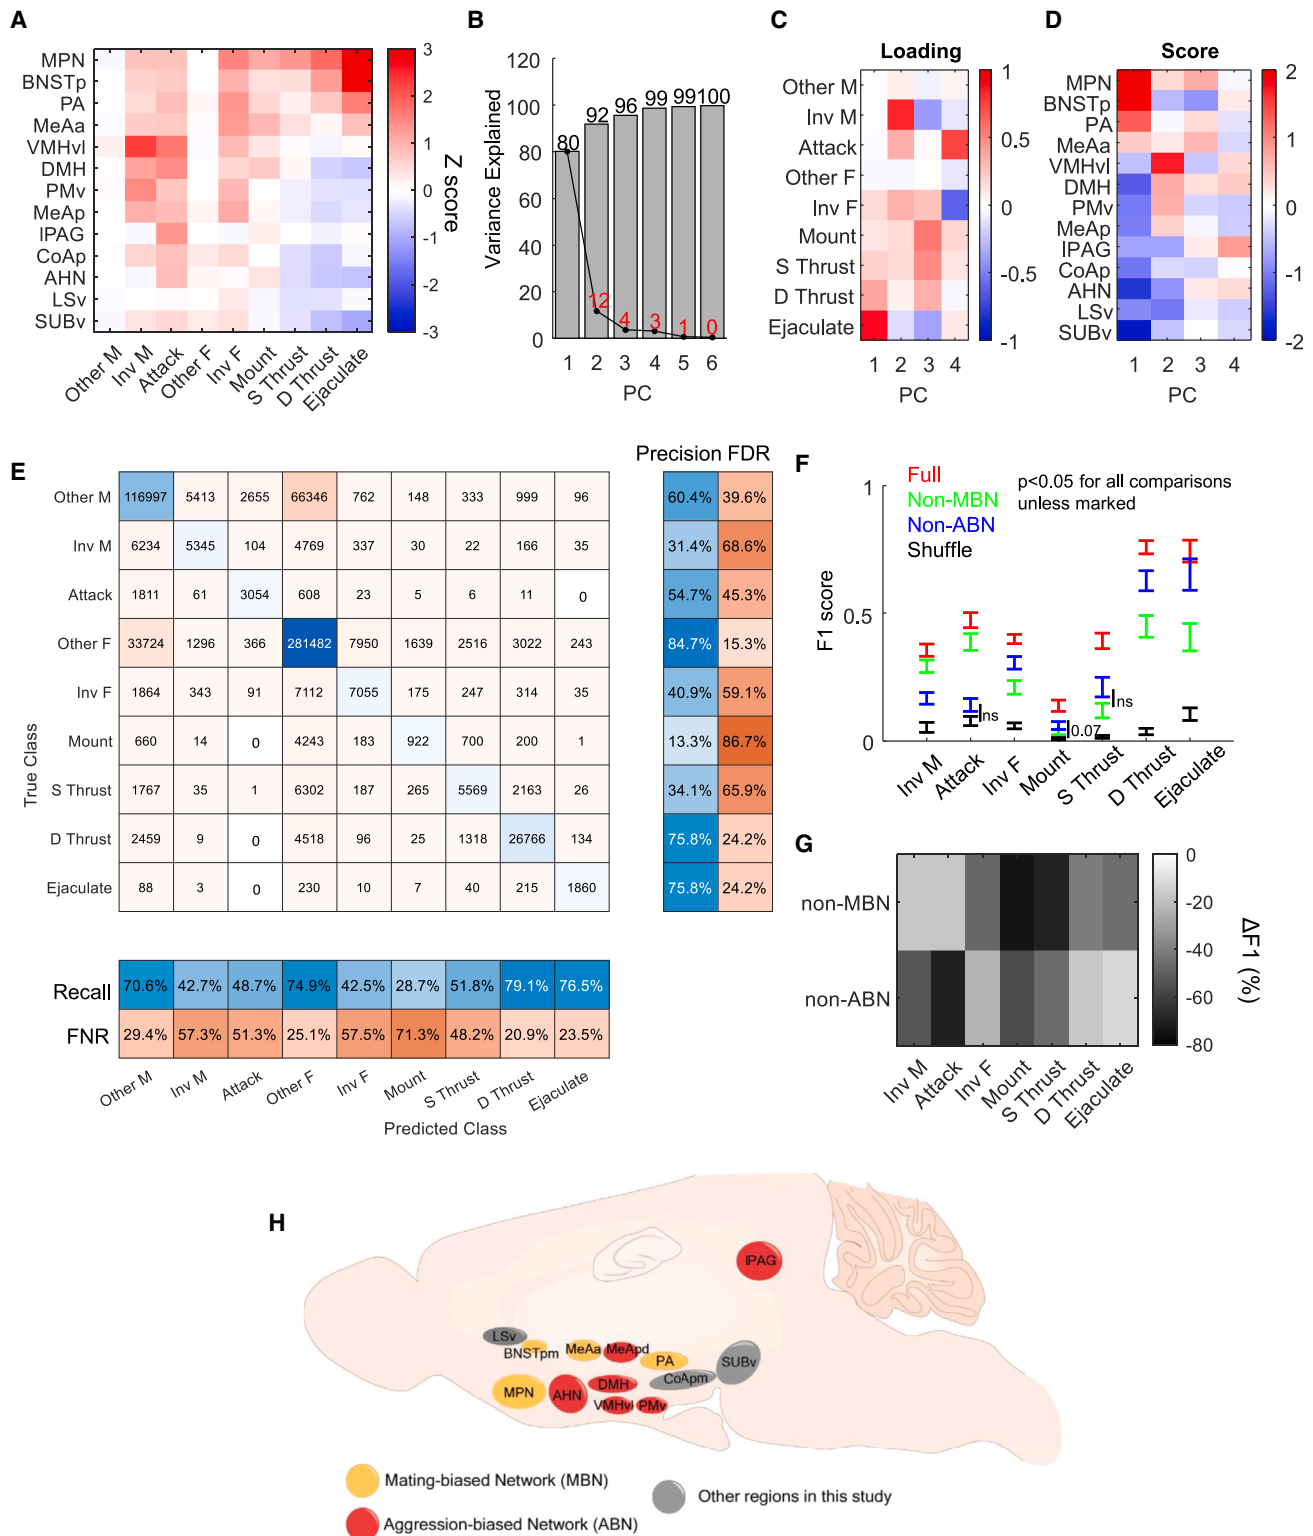 A
MPN
BNSTp
PA
MeAa
VMHvl
DMH
PMv
MeAp
lPAG
CoAp
AHN
LSv
SUBv
Other M
Inv M
Attack
Other F
Inv F
Mount
S Thrust
D Thrust
Ejaculate
3
2
1
0
-1
-2
-3
Z score
B
Variance Explained
120
100
80
60
40
20
0
80
92
96
99
99
100
12
4
3
1
0
1 2 3 4 5 6
PC
C
Loading
Other M
Inv M
Attack
Other F
Inv F
Mount
S Thrust
D Thrust
Ejaculate
1 2 3 4
PC
1
0.5
0
-0.5
-1
D
Score
MPN
BNSTp
PA
MeAa
VMHvl
DMH
PMv
MeAp
lPAG
CoAp
AHN
LSv
SUBv
1 2 3 4
PC
2
1
0
-1
-2
E
Precision FDR
True Class
Other M 116997 5413 2655 66346 762 148 333 999 96 60.4% 39.6%
Inv M 6234 5345 104 4769 337 30 22 166 35 31.4% 68.6%
Attack 1811 61 3054 608 23 5 6 11 0 54.7% 45.3%
Other F 33724 1296 366 281482 7950 1639 2516 3022 243 84.7% 15.3%
Inv F 1864 343 91 7112 7055 175 247 314 35 40.9% 59.1%
Mount 660 14 0 4243 183 922 700 200 1 13.3% 86.7%
S Thrust 1767 35 1 6302 187 265 5569 2163 26 34.1% 65.9%
D Thrust 2459 9 0 4518 96 25 1318 26766 134 75.8% 24.2%
Ejaculate 88 3 0 230 10 7 40 215 1860 75.8% 24.2%
Recall 70.6% 42.7% 48.7% 74.9% 42.5% 28.7% 51.8% 79.1% 76.5%
FNR 29.4% 57.3% 51.3% 25.1% 57.5% 71.3% 48.2% 20.9% 23.5%
Other M
Inv M
Attack
Other F
Inv F
Mount
S Thrust
D Thrust
Ejaculate
Predicted Class
F
Full
Non-MBN
Non-ABN
Shuffle
p<0.05 for all comparisons
unless marked
F1 score
1
0.5
0
ns
0.07
ns
Inv M
Attack
Inv F
Mount
S Thrust
D Thrust
Ejaculate
G
non-MBN
non-ABN
Inv M
Attack
Inv F
Mount
S Thrust
D Thrust
Ejaculate
0
-20
-40
-60
-80
ΔF1 (%)
H
lPAG
LSv
BNSTpm
MeAa
MeApd
PA
SUBv
CoApm
MPN
AHN
DMH
VMHvl
PMv
Mating-biased Network (MBN)
Other regions in this study
Aggression-biased Network (ABN)